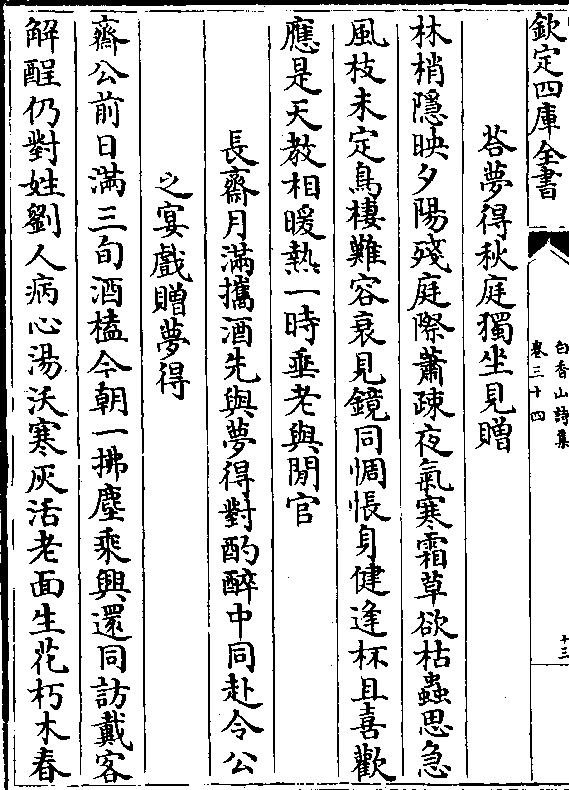 欽定四庫全書
白香山詩集
卷三十四
十三
荅夢得秋庭獨坐見贈
林梢隱映夕陽殘庭際蕭疎夜氣寒霜草欲枯蟲思急
風枝未定鳥棲難容衰見鏡同惆悵身健逢杯且喜歡
應是天教相暖熱一時垂老與閒官
長齋月滿攜酒先與夢得對酌醉中同赴令公
之宴戲贈夢得
齋公前日滿三旬酒榼今朝一拂塵乘興還同訪戴客
解酲仍對姓劉人病心湯沃寒灰活老面生花朽木春